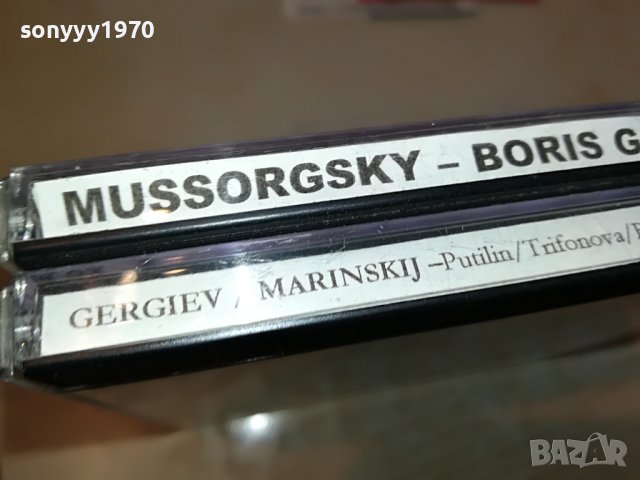 sonyyy1970
MUSSORGSKY – BORIS G
GERGIEV / MARINSKIJ –Putilin/Trifonova/
BAZAR